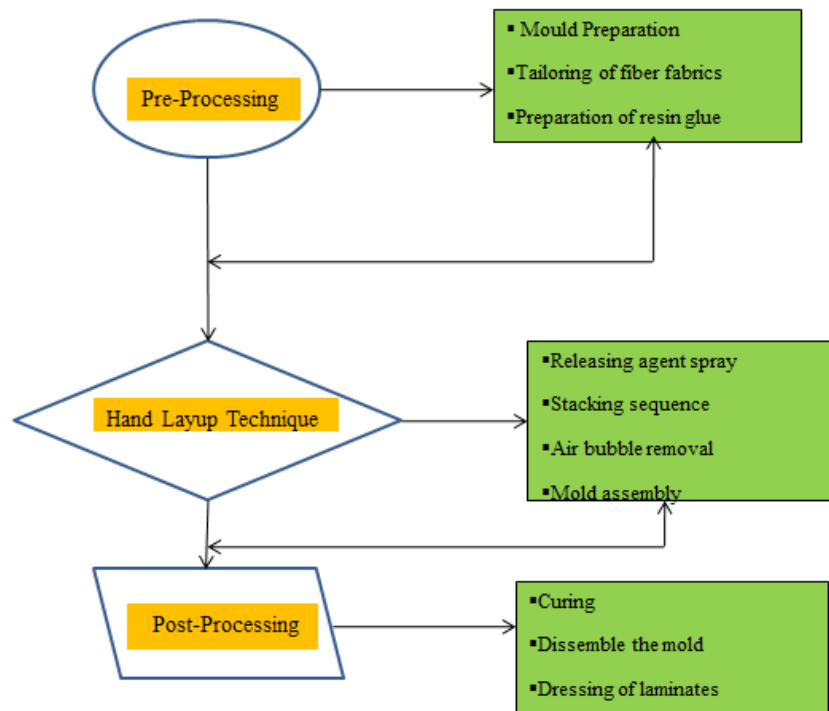 Pre-Processing
▪ Mould Preparation
▪Tailoring of fiber fabrics
▪Preparation of resin glue
Hand Layup Technique
▪Releasing agent spray
▪Stacking sequence
▪Air bubble removal
▪Mold assembly
Post-Processing
▪Curing
▪Dissemble the mold
▪Dressing of laminates